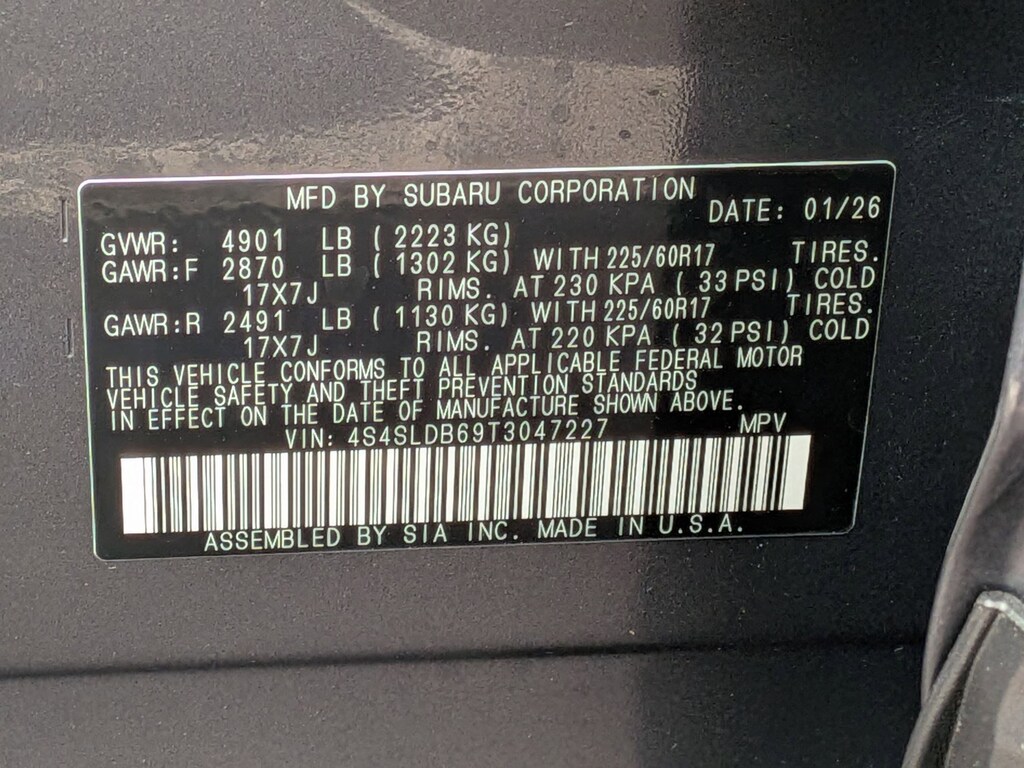 MFD BY SUBARU CORPORATION
DATE: 01/26
GVWR: 4901 LB ( 2223 KG)
GAWR:F 2870 LB ( 1302 KG) WITH 225/60R17 TIRES.
17X7J RIMS. AT 230 KPA ( 33 PSI) COLD
GAWR:R 2491 LB ( 1130 KG) WITH 225/60R17 TIRES.
17X7J RIMS. AT 220 KPA ( 32 PSI) COLD
THIS VEHICLE CONFORMS TO ALL APPLICABLE FEDERAL MOTOR
VEHICLE SAFETY AND THEFT PREVENTION STANDARDS
IN EFFECT ON THE DATE OF MANUFACTURE SHOWN ABOVE.
VIN: 4S4SLDB69T3047227 MPV
ASSEMBLED BY SIA INC. MADE IN U.S.A.